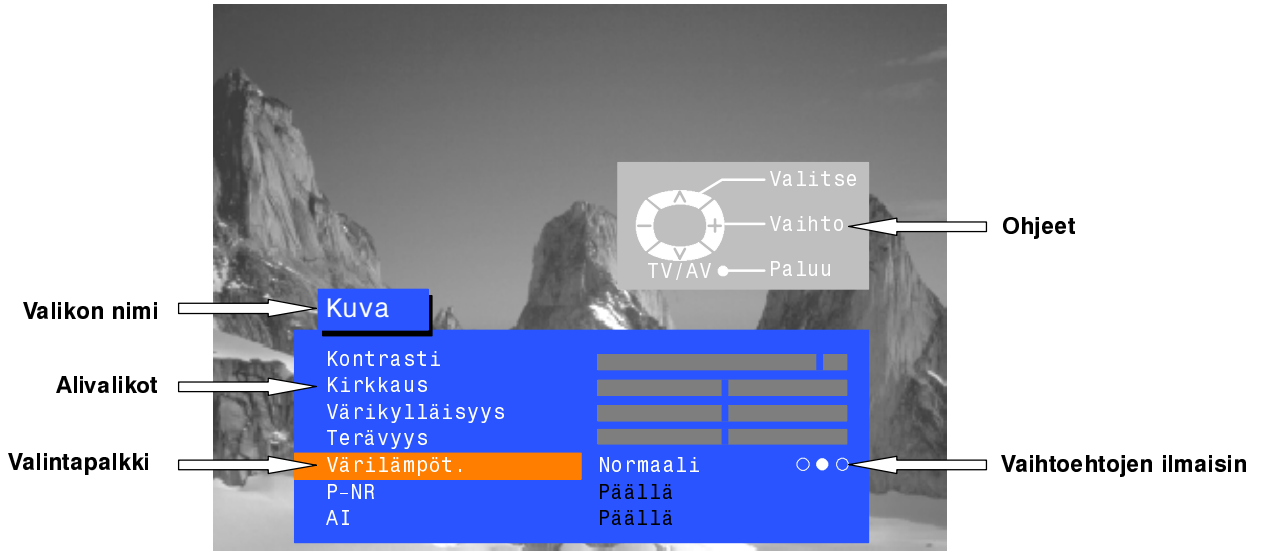 Valitse
Vaihto
Ohjeet
TV/AV
Paluu
Valikon nimi
Kuva
Kontrasti
Alivalikot
Kirkkaus
Värikylläisyys
Terävyys
Valintapalkki
Värilämpöt.
Normaali
Vaihtoehtojen ilmaisin
P-NR
Päällä
AI
Päällä